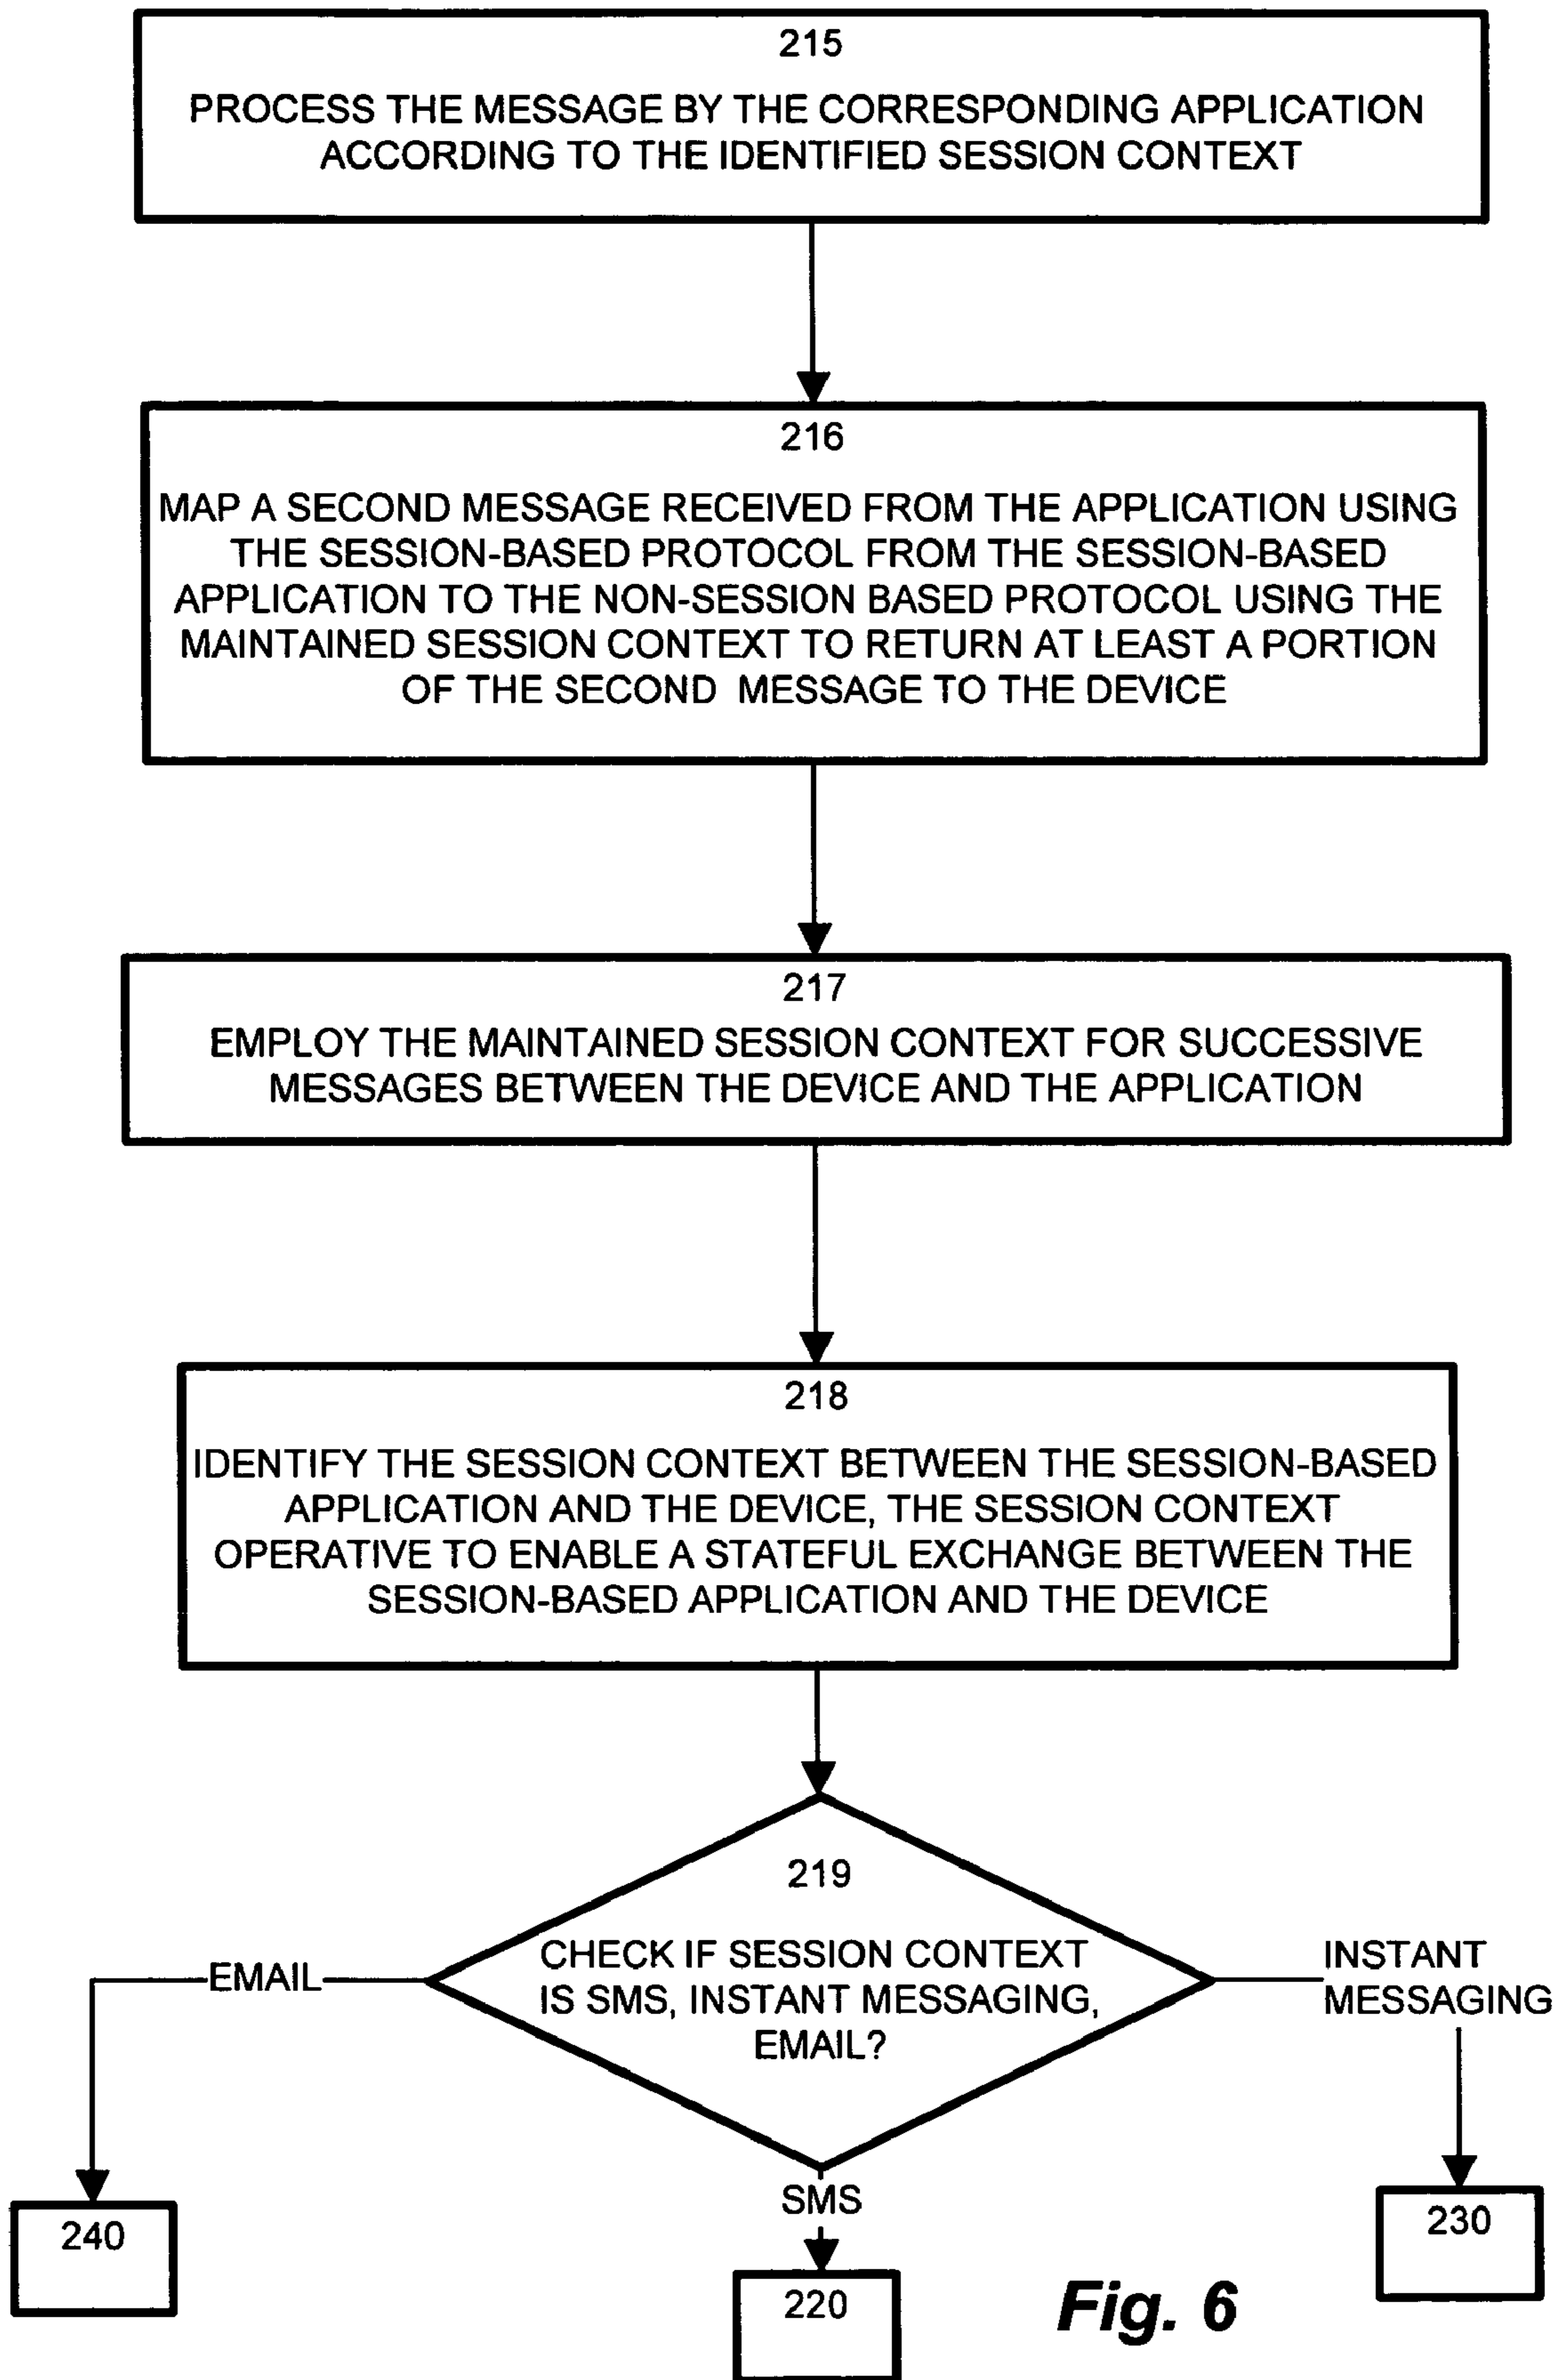 215
PROCESS THE MESSAGE BY THE CORRESPONDING APPLICATION
ACCORDING TO THE IDENTIFIED SESSION CONTEXT
216
MAP A SECOND MESSAGE RECEIVED FROM THE APPLICATION USING
THE SESSION-BASED PROTOCOL FROM THE SESSION-BASED
APPLICATION TO THE NON-SESSION BASED PROTOCOL USING THE
MAINTAINED SESSION CONTEXT TO RETURN AT LEAST A PORTION
OF THE SECOND MESSAGE TO THE DEVICE
217
EMPLOY THE MAINTAINED SESSION CONTEXT FOR SUCCESSIVE
MESSAGES BETWEEN THE DEVICE AND THE APPLICATION
218
IDENTIFY THE SESSION CONTEXT BETWEEN THE SESSION-BASED
APPLICATION AND THE DEVICE, THE SESSION CONTEXT
OPERATIVE TO ENABLE A STATEFUL EXCHANGE BETWEEN THE
SESSION-BASED APPLICATION AND THE DEVICE
219
CHECK IF SESSION CONTEXT
IS SMS, INSTANT MESSAGING,
EMAIL?
EMAIL
INSTANT
MESSAGING
SMS
240
220
230
Fig. 6